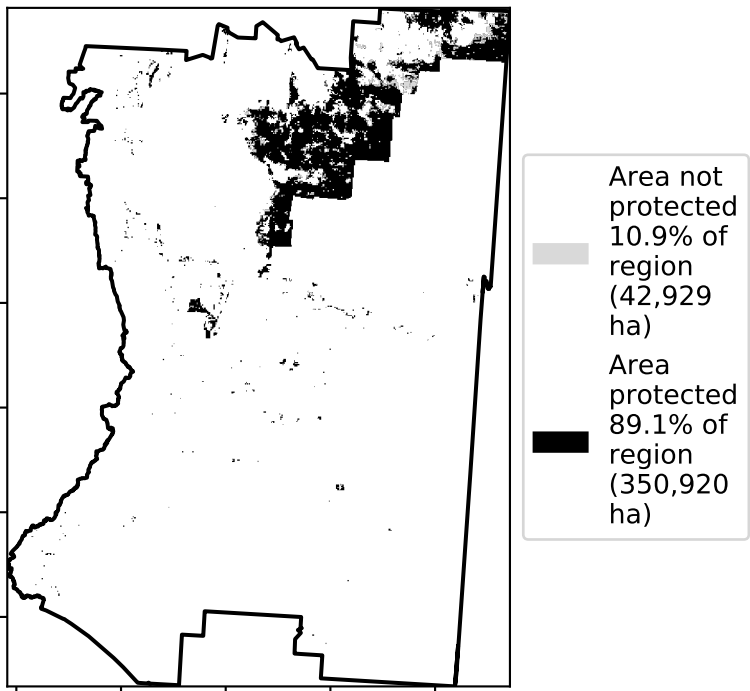 Area not
protected
10.9% of
region
(42,929
ha)
Area
protected
89.1% of
region
(350,920
ha)